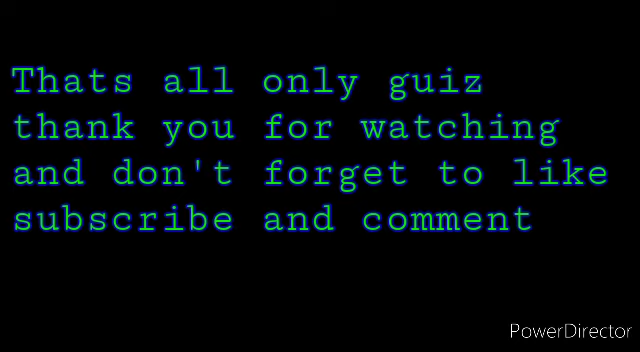 Thats all only guiz
thank you for watching
and don't forget to like
subscribe and comment
PowerDirector